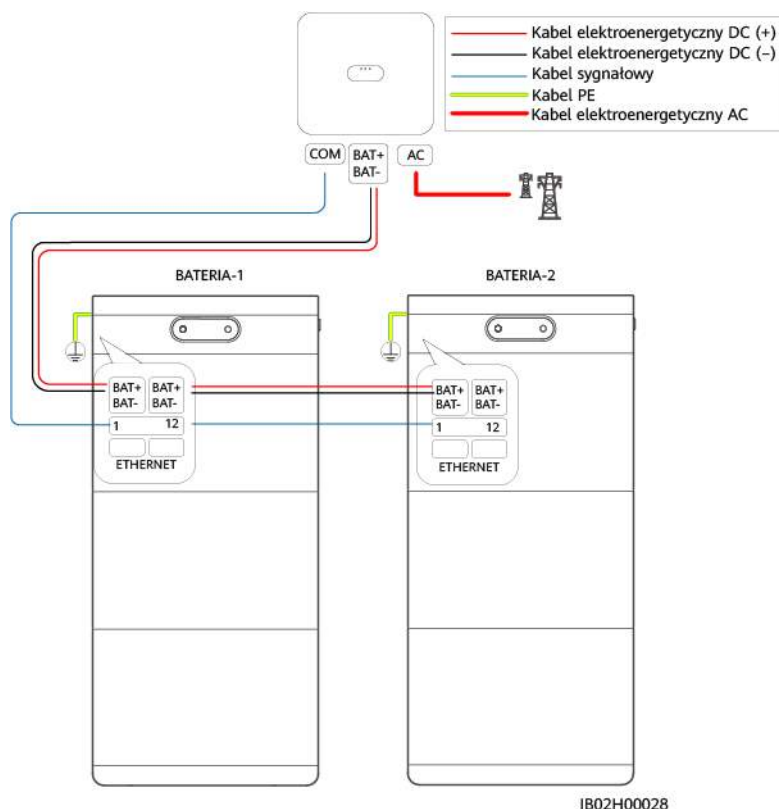 Kabel elektroenergetyczny DC (+)
Kabel elektroenergetyczny DC (−)
Kabel sygnałowy
Kabel PE
Kabel elektroenergetyczny AC
COM
BAT+
BAT-
AC
BATERIA-1
BATERIA-2
BAT+ BAT+
BAT- BAT-
1 12
ETHERNET
BAT+ BAT+
BAT- BAT-
1 12
ETHERNET
IB02H00028